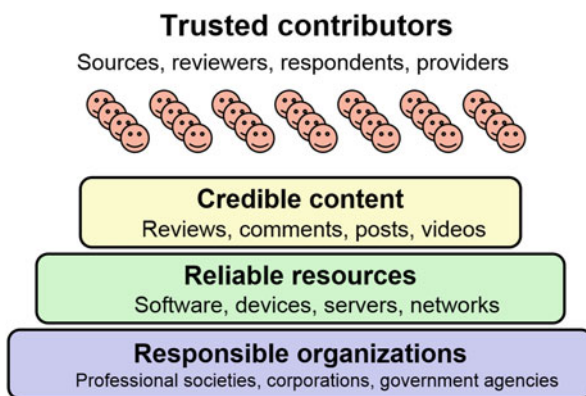 Trusted contributors
Sources, reviewers, respondents, providers
Credible content
Reviews, comments, posts, videos
Reliable resources
Software, devices, servers, networks
Responsible organizations
Professional societies, corporations, government agencies